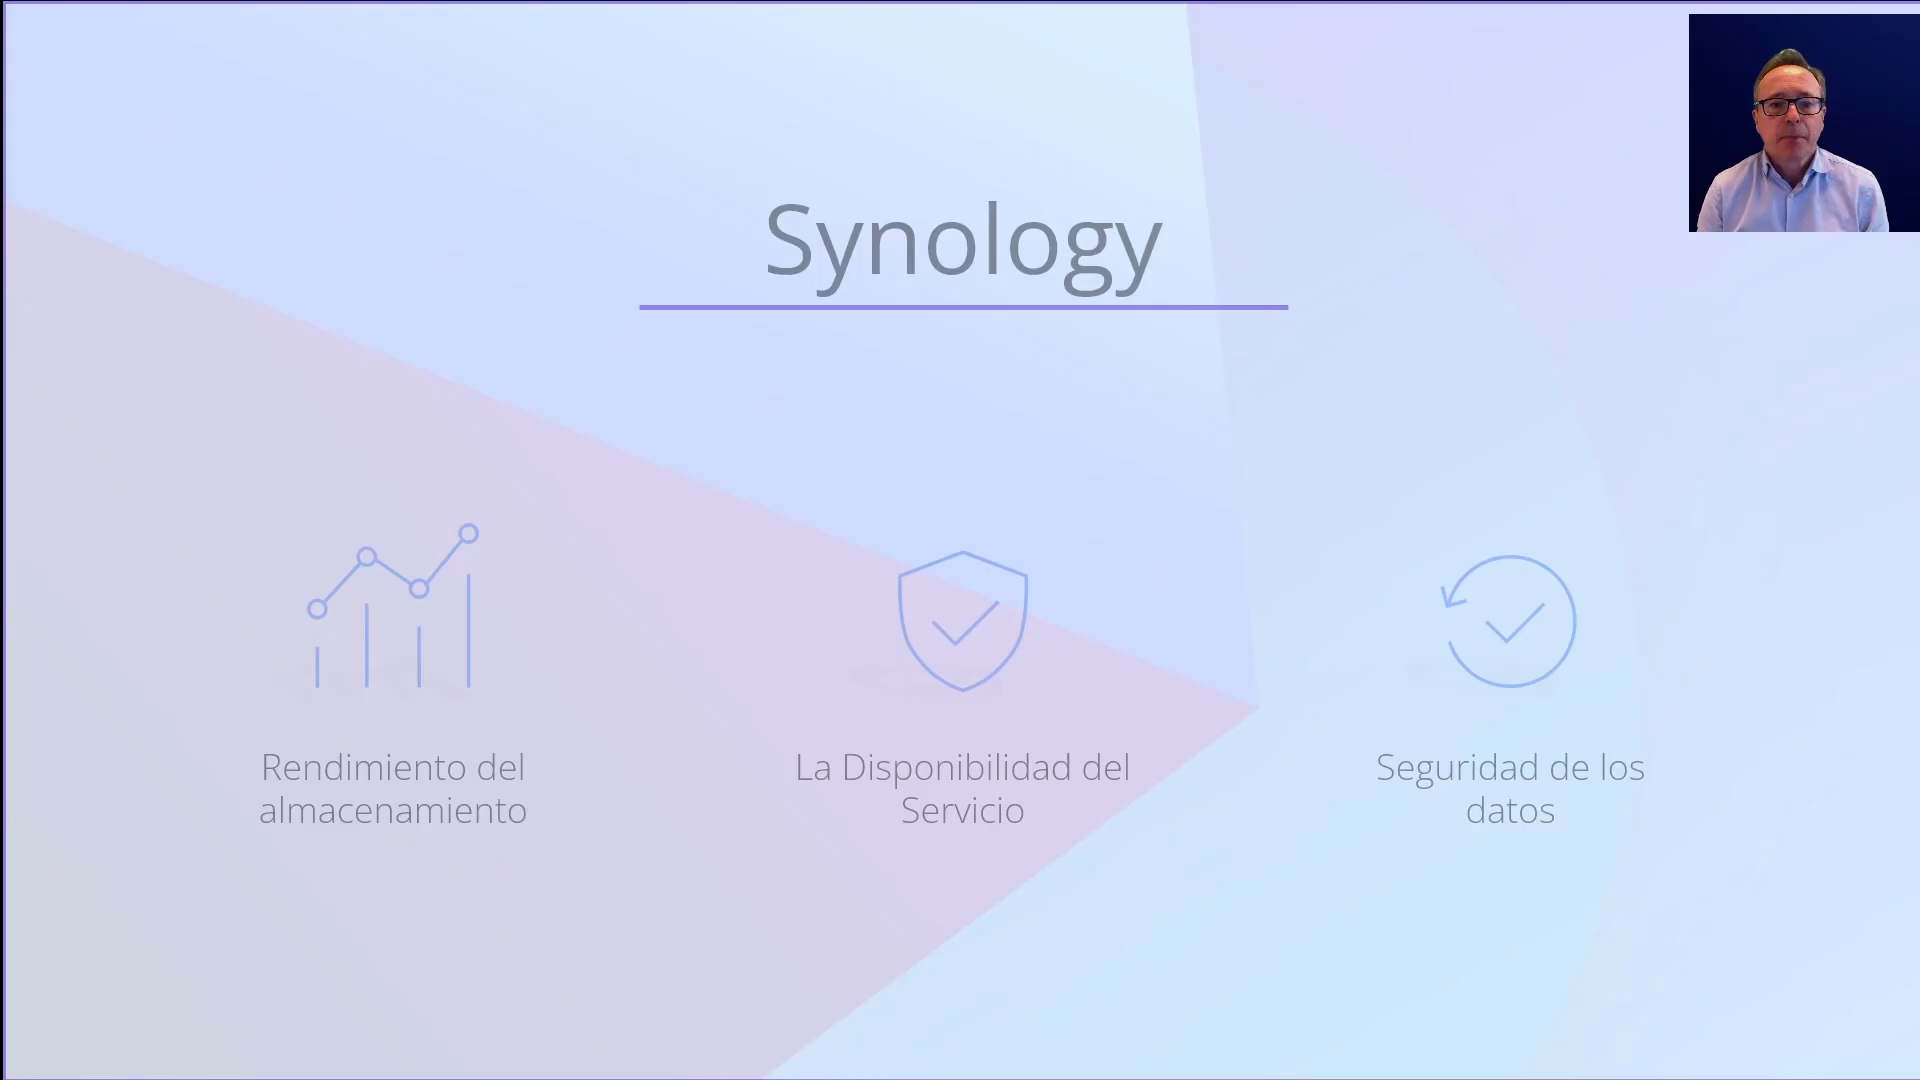 Synology
Rendimiento del
almacenamiento
La Disponibilidad del
Servicio
Seguridad de los
datos